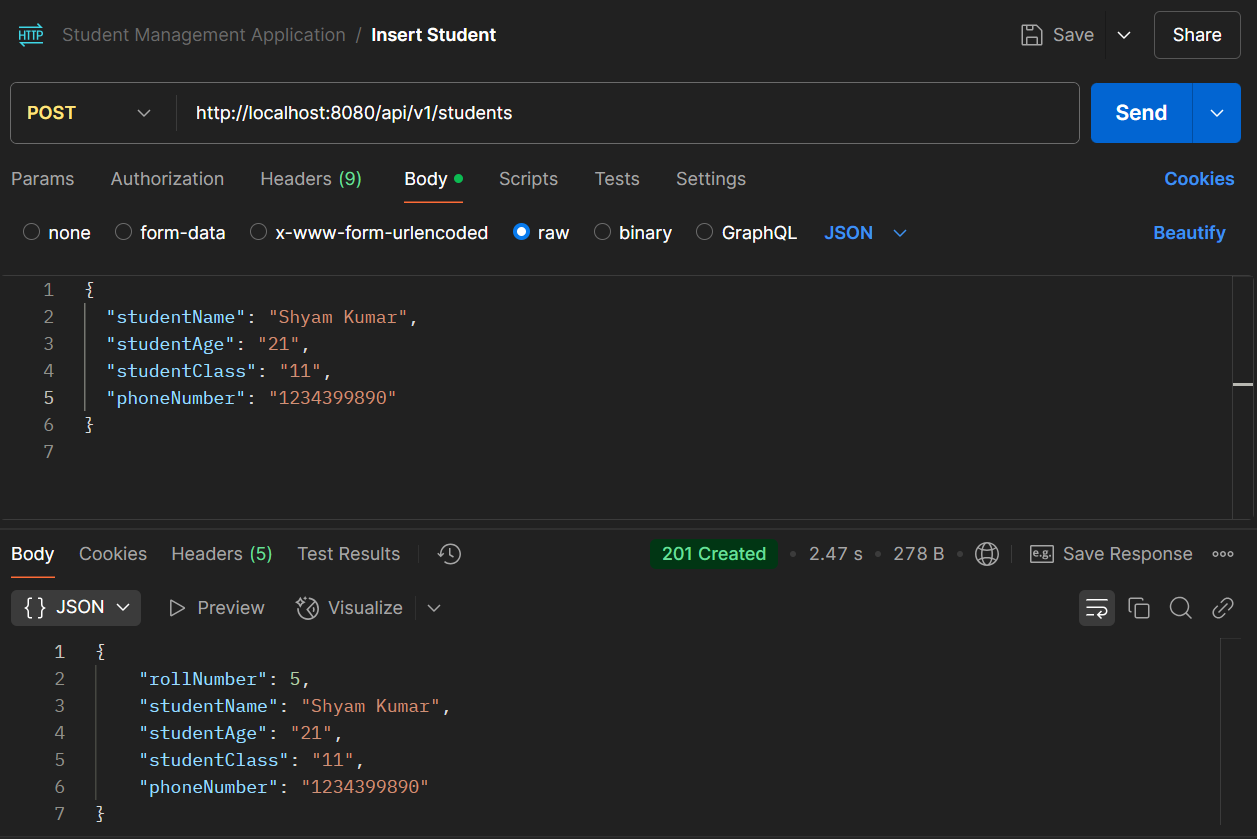 HTTP Student Management Application / Insert Student Save Share
POST http://localhost:8080/api/v1/students Send
Params Authorization Headers (9) Body Scripts Tests Settings Cookies
none form-data x-www-form-urlencoded raw binary GraphQL JSON Beautify
1 {
2 "studentName": "Shyam Kumar",
3 "studentAge": "21",
4 "studentClass": "11",
5 "phoneNumber": "1234399890"
6 }
7
Body Cookies Headers (5) Test Results 201 Created • 2.47 s • 278 B • e.g. Save Response
{} JSON Preview Visualize
1 {
2 "rollNumber": 5,
3 "studentName": "Shyam Kumar",
4 "studentAge": "21",
5 "studentClass": "11",
6 "phoneNumber": "1234399890"
7 }